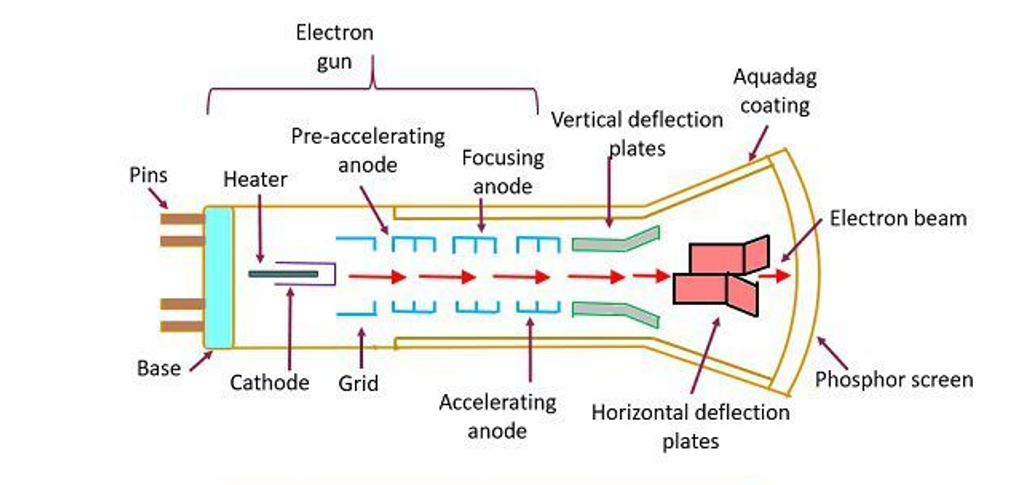 Electron
gun
Aquadag
coating
Vertical deflection
plates
Pre-accelerating
anode
Focusing
anode
Pins
Heater
Electron beam
Base
Cathode
Grid
Accelerating
anode
Horizontal deflection
plates
Phosphor screen